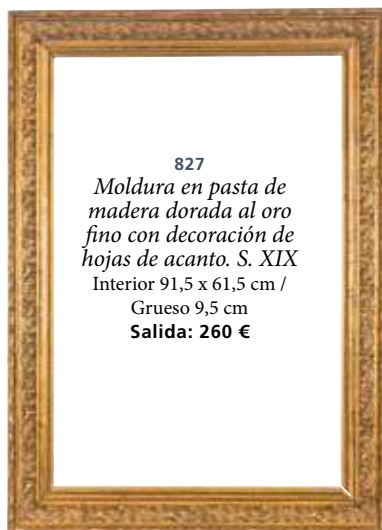 827
Moldura en pasta de
madera dorada al oro
fino con decoración de
hojas de acanto. S. XIX
Interior 91,5 x 61,5 cm /
Grueso 9,5 cm
Salida: 260 €